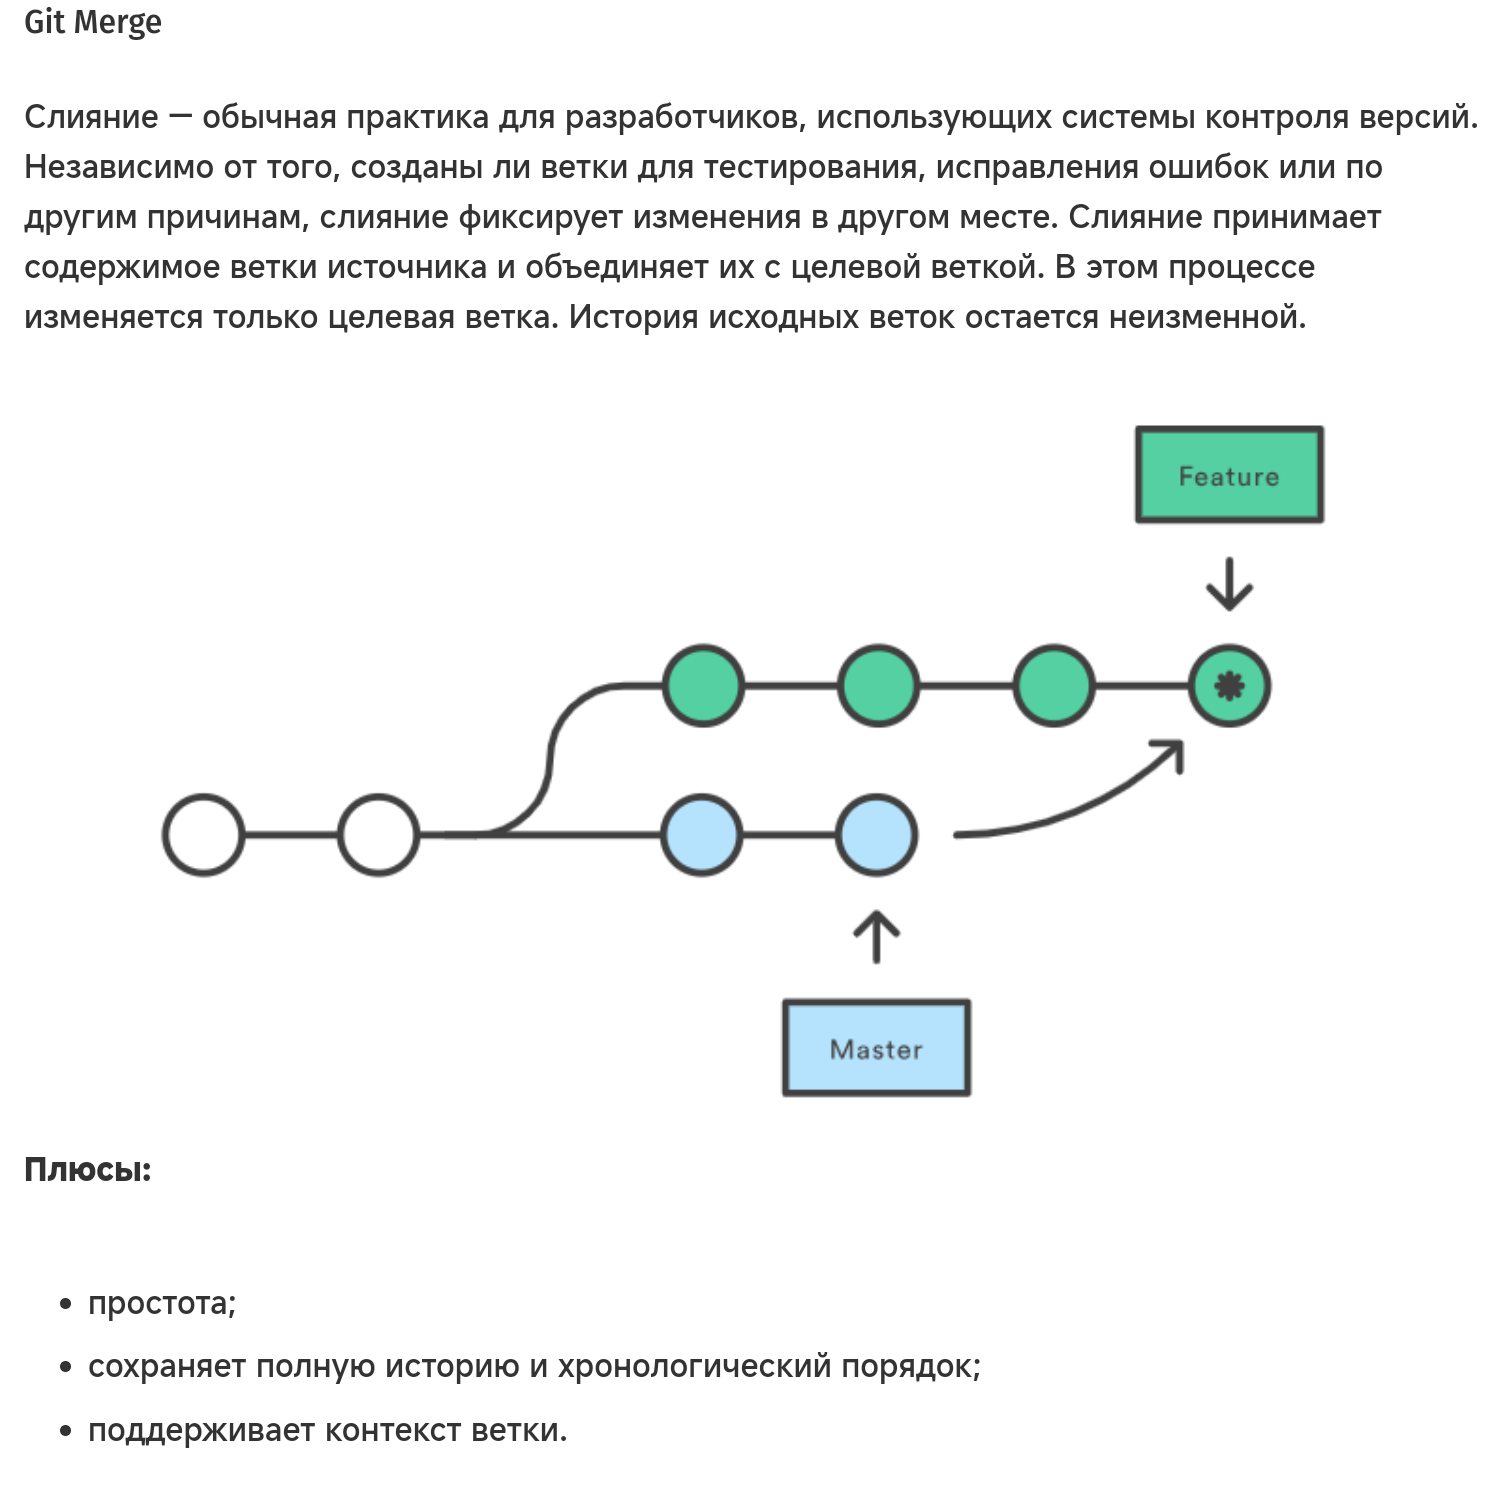 Git Merge
Слияние — обычная практика для разработчиков, использующих системы контроля версий.
Независимо от того, созданы ли ветки для тестирования, исправления ошибок или по
другим причинам, слияние фиксирует изменения в другом месте. Слияние принимает
содержимое ветки источника и объединяет их с целевой веткой. В этом процессе
изменяется только целевая ветка. История исходных веток остается неизменной.
Feature
Master
Плюсы:
• простота;
• сохраняет полную историю и хронологический порядок;
• поддерживает контекст ветки.